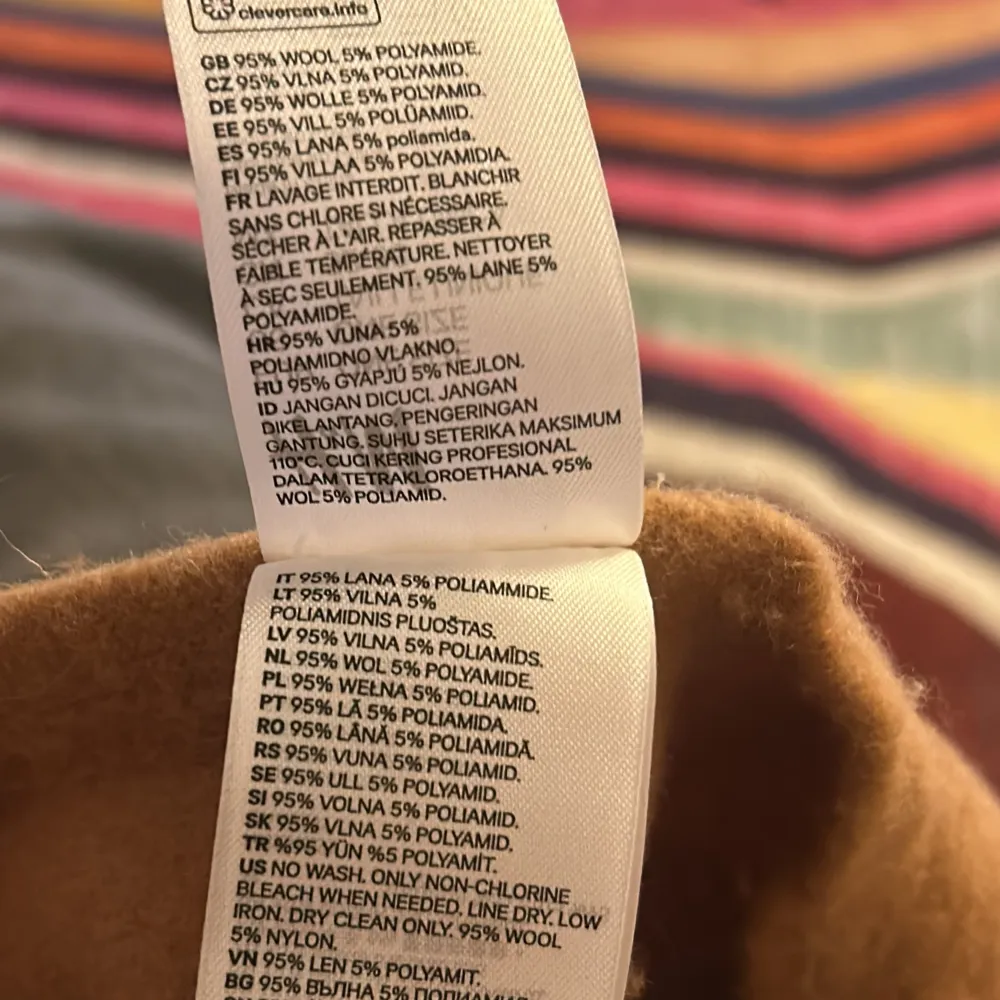 clevercare.info
GB 95% WOOL 5% POLYAMIDE.
CZ 95% VLNA 5% POLYAMID.
DE 95% WOLLE 5% POLYAMID.
EE 95% VILL 5% POLÜAMIID.
ES 95% LANA 5% poliamida.
FI 95% VILLAA 5% POLYAMIDIA.
FR LAVAGE INTERDIT. BLANCHIR
SANS CHLORE SI NÉCESSAIRE.
SÉCHER À L'AIR. REPASSER À
FAIBLE TEMPÉRATURE. NETTOYER
À SEC SEULEMENT. 95% LAINE 5%
POLYAMIDE.
HR 95% VUNA 5%
POLIAMIDNO VLAKNO.
HU 95% GYAPJÚ 5% NEJLON.
ID JANGAN DICUCI. JANGAN
DIKELANTANG. PENGERINGAN
GANTUNG. SUHU SETERIKA MAKSIMUM
110°C. CUCI KERING PROFESIONAL
DALAM TETRAKLOROETHANA. 95%
WOL 5% POLIAMID.
IT 95% LANA 5% POLIAMMIDE.
LT 95% VILNA 5%
POLIAMIDNIS PLUOŠTAS.
LV 95% VILNA 5% POLIAMĪDS.
NL 95% WOL 5% POLYAMIDE.
PL 95% WEŁNA 5% POLIAMID.
PT 95% LÃ 5% POLIAMIDA.
RO 95% LÂNĂ 5% POLIAMIDĂ.
RS 95% VUNA 5% POLIAMID.
SE 95% ULL 5% POLYAMID.
SI 95% VOLNA 5% POLIAMID.
SK 95% VLNA 5% POLYAMID.
TR %95 YÜN %5 POLYAMİT.
US NO WASH. ONLY NON-CHLORINE
BLEACH WHEN NEEDED. LINE DRY. LOW
IRON. DRY CLEAN ONLY. 95% WOOL
5% NYLON.
VN 95% LEN 5% POLYAMIT.
BG 95% ВЪЛНА 5%